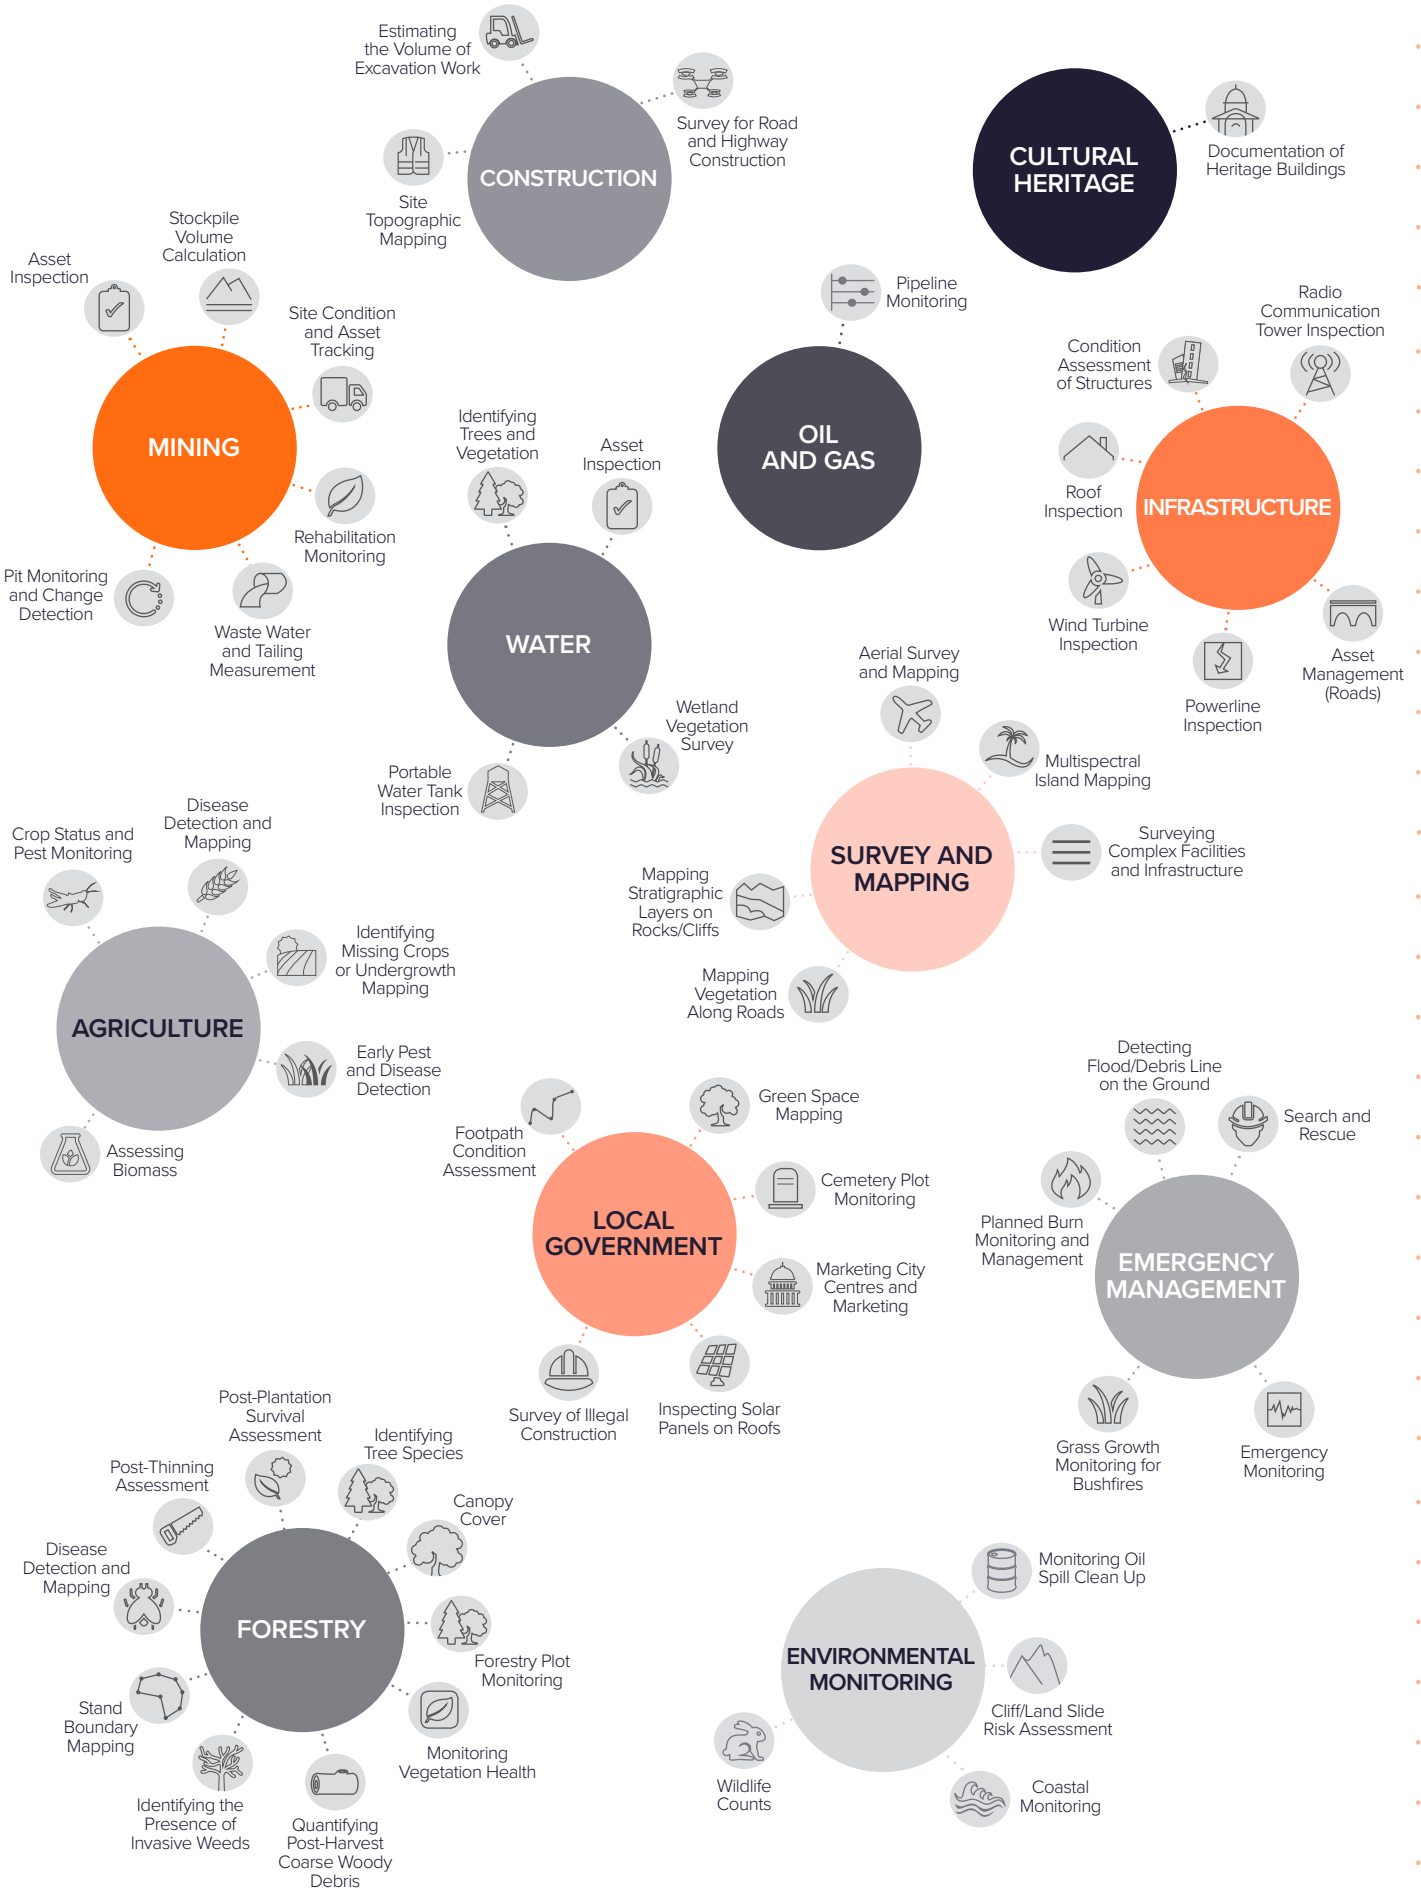 Estimating
the Volume of
Excavation Work
Survey for Road
and Highway
Construction
CONSTRUCTION
Site
Topographic
Mapping
CULTURAL
HERITAGE
Documentation of
Heritage Buildings
Asset
Inspection
Stockpile
Volume
Calculation
Site Condition
and Asset
Tracking
MINING
Rehabilitation
Monitoring
Pit Monitoring
and Change
Detection
Waste Water
and Tailing
Measurement
Pipeline
Monitoring
OIL
AND GAS
Radio
Communication
Tower Inspection
Condition
Assessment
of Structures
Roof
Inspection
INFRASTRUCTURE
Wind Turbine
Inspection
Powerline
Inspection
Asset
Management
(Roads)
Identifying
Trees and
Vegetation
Asset
Inspection
WATER
Wetland
Vegetation
Survey
Portable
Water Tank
Inspection
Aerial Survey
and Mapping
Multispectral
Island Mapping
SURVEY AND
MAPPING
Surveying
Complex Facilities
and Infrastructure
Mapping
Stratigraphic
Layers on
Rocks/Cliffs
Mapping
Vegetation
Along Roads
Crop Status and
Pest Monitoring
Disease
Detection and
Mapping
Identifying
Missing Crops
or Undergrowth
Mapping
AGRICULTURE
Early Pest
and Disease
Detection
Assessing
Biomass
Footpath
Condition
Assessment
Green Space
Mapping
Cemetery Plot
Monitoring
LOCAL
GOVERNMENT
Marketing City
Centres and
Marketing
Survey of Illegal
Construction
Inspecting Solar
Panels on Roofs
Detecting
Flood/Debris Line
on the Ground
Search and
Rescue
Planned Burn
Monitoring and
Management
EMERGENCY
MANAGEMENT
Grass Growth
Monitoring for
Bushfires
Emergency
Monitoring
Post-Plantation
Survival
Assessment
Identifying
Tree Species
Post-Thinning
Assessment
Canopy
Cover
Disease
Detection and
Mapping
FORESTRY
Forestry Plot
Monitoring
Stand
Boundary
Mapping
Monitoring
Vegetation Health
Identifying the
Presence of
Invasive Weeds
Quantifying
Post-Harvest
Coarse Woody
Debris
Monitoring Oil
Spill Clean Up
ENVIRONMENTAL
MONITORING
Cliff/Land Slide
Risk Assessment
Wildlife
Counts
Coastal
Monitoring